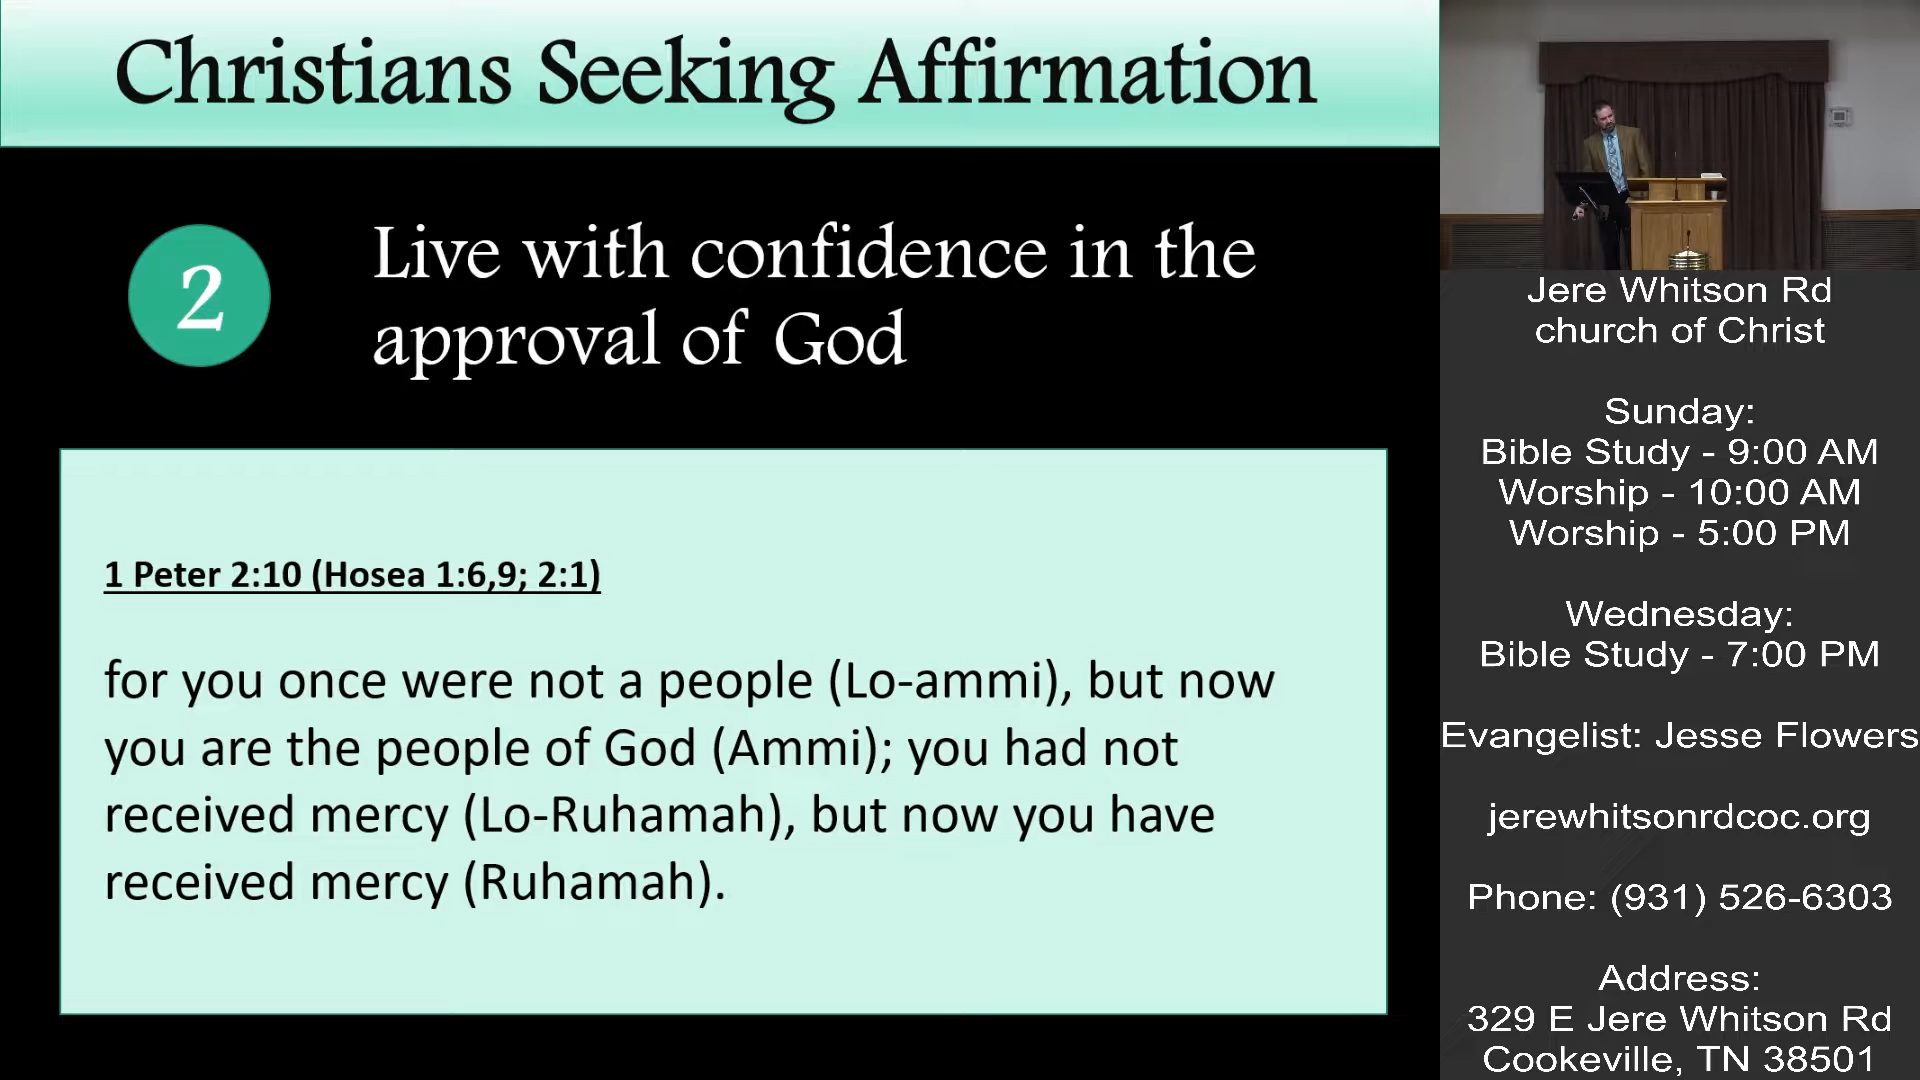 Christians Seeking Affirmation
2
Live with confidence in the
approval of God
1 Peter 2:10 (Hosea 1:6,9; 2:1)
for you once were not a people (Lo-ammi), but now
you are the people of God (Ammi); you had not
received mercy (Lo-Ruhamah), but now you have
received mercy (Ruhamah).
Jere Whitson Rd
church of Christ
Sunday:
Bible Study - 9:00 AM
Worship - 10:00 AM
Worship - 5:00 PM
Wednesday:
Bible Study - 7:00 PM
Evangelist: Jesse Flowers
jerewhitsonrdcoc.org
Phone: (931) 526-6303
Address:
329 E Jere Whitson Rd
Cookeville, TN 38501